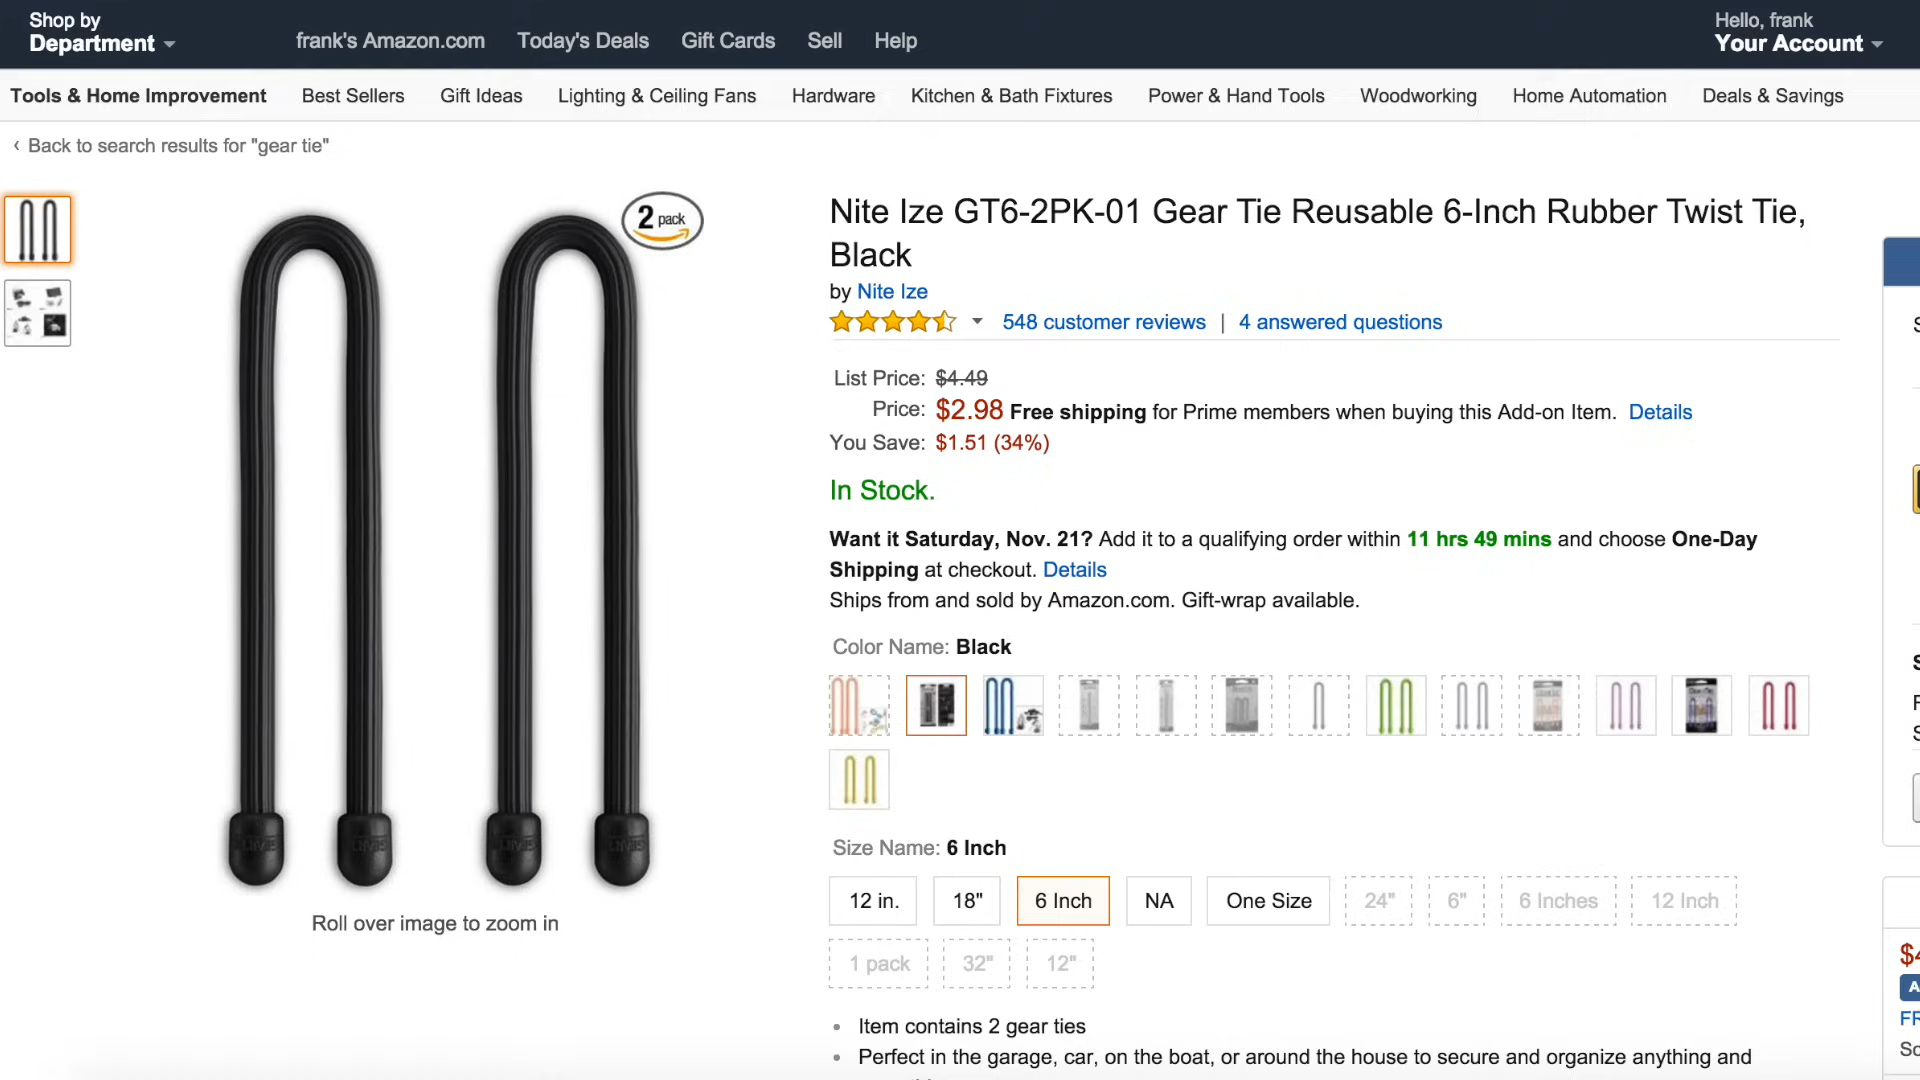 Shop by
Department
frank's Amazon.com Today's Deals Gift Cards Sell Help
Hello, frank
Your Account
Tools & Home Improvement Best Sellers Gift Ideas Lighting & Ceiling Fans Hardware Kitchen & Bath Fixtures Power & Hand Tools Woodworking Home Automation Deals & Savings
‹ Back to search results for "gear tie"
2 pack
Nite Ize GT6-2PK-01 Gear Tie Reusable 6-Inch Rubber Twist Tie,
Black
by Nite Ize
548 customer reviews | 4 answered questions
List Price: $4.49
Price: $2.98 Free shipping for Prime members when buying this Add-on Item. Details
You Save: $1.51 (34%)
In Stock.
Want it Saturday, Nov. 21? Add it to a qualifying order within 11 hrs 49 mins and choose One-Day
Shipping at checkout. Details
Ships from and sold by Amazon.com. Gift-wrap available.
Color Name: Black
Size Name: 6 Inch
12 in. 18" 6 Inch NA One Size 24" 6" 6 Inches 12 Inch
1 pack 32" 12"
Roll over image to zoom in
• Item contains 2 gear ties
• Perfect in the garage, car, on the boat, or around the house to secure and organize anything and